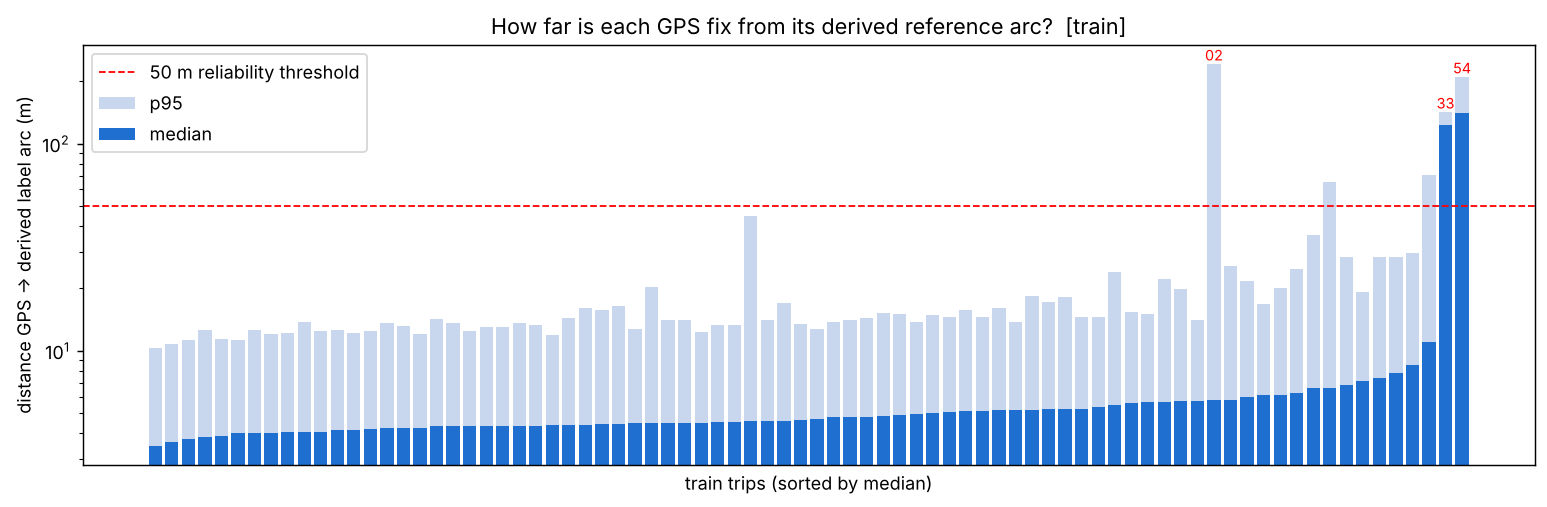 How far is each GPS fix from its derived reference arc?  [train]
50 m reliability threshold
p95
median
distance GPS → derived label arc (m)
10²
10¹
02
33
54
train trips (sorted by median)